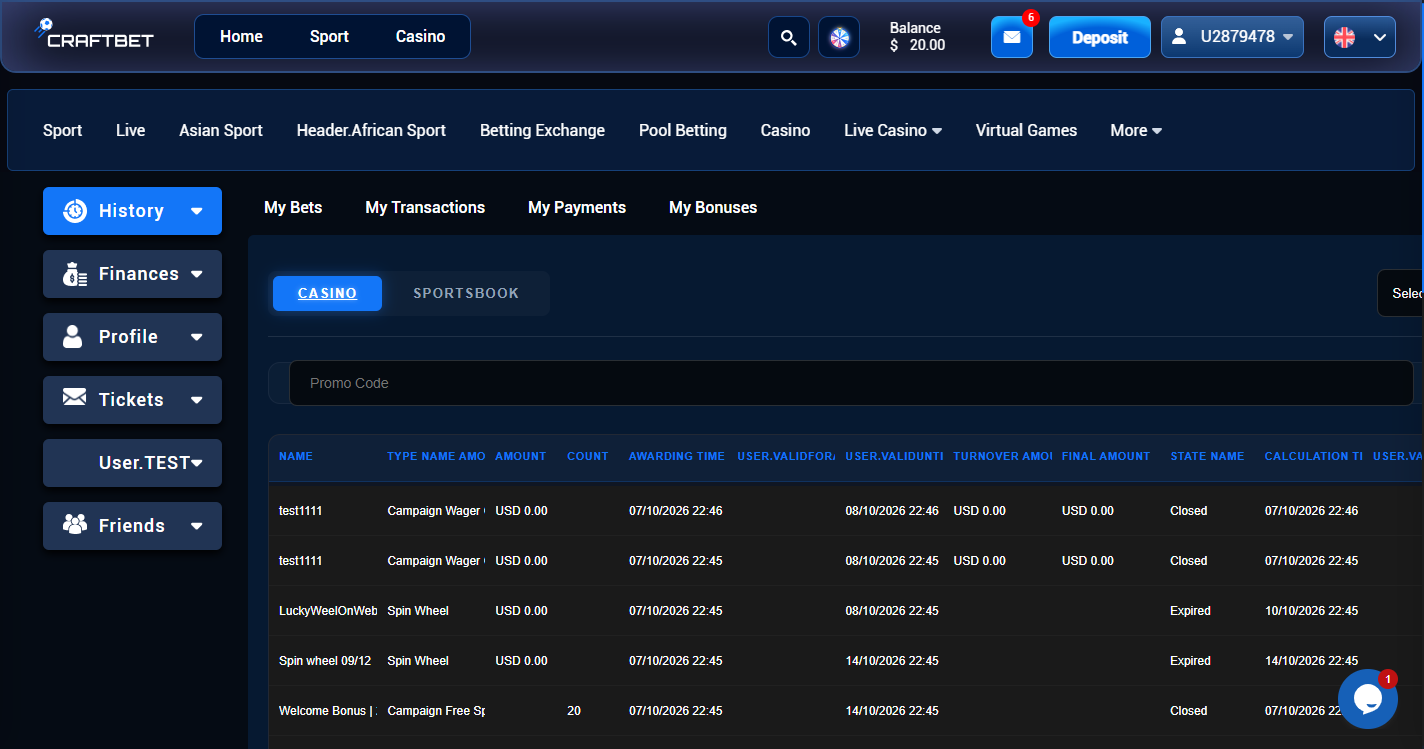 CRAFTBET
Home Sport Casino
Balance
$ 20.00
6
Deposit
U2879478
Sport Live Asian Sport Header.African Sport Betting Exchange Pool Betting Casino Live Casino Virtual Games More
History
Finances
Profile
Tickets
User.TEST
Friends
My Bets My Transactions My Payments My Bonuses
CASINO SPORTSBOOK
Selec
Promo Code
NAME TYPE NAME AMO AMOUNT COUNT AWARDING TIME USER.VALIDFORA USER.VALIDUNTI TURNOVER AMOU FINAL AMOUNT STATE NAME CALCULATION TI USER.VA
test1111 Campaign Wager USD 0.00 07/10/2026 22:46 08/10/2026 22:46 USD 0.00 USD 0.00 Closed 07/10/2026 22:46
test1111 Campaign Wager USD 0.00 07/10/2026 22:45 08/10/2026 22:45 USD 0.00 USD 0.00 Closed 07/10/2026 22:45
LuckyWeelOnWeb Spin Wheel USD 0.00 07/10/2026 22:45 08/10/2026 22:45 Expired 10/10/2026 22:45
Spin wheel 09/12 Spin Wheel USD 0.00 07/10/2026 22:45 14/10/2026 22:45 Expired 14/10/2026 22:45
Welcome Bonus | Campaign Free Sp 20 07/10/2026 22:45 14/10/2026 22:45 Closed 07/10/2026 22
1